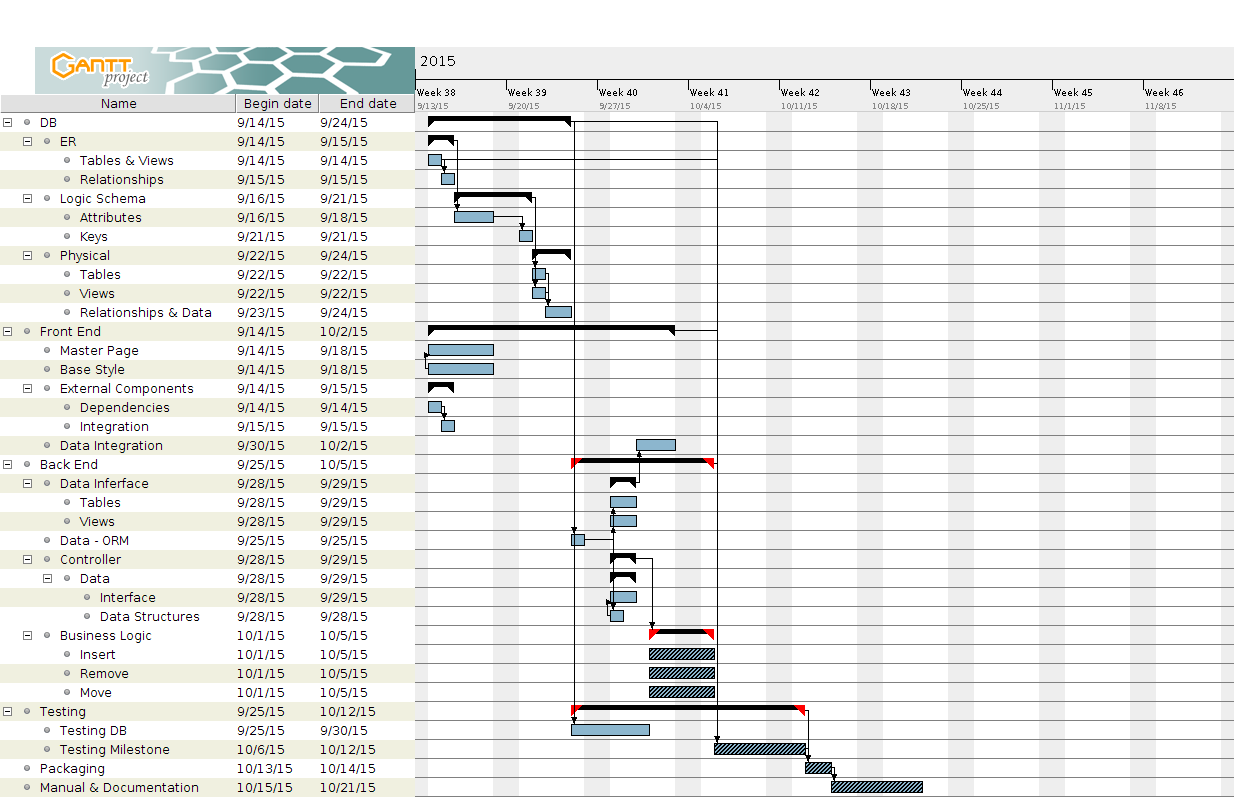 GANTT
project
2015
Week 38 Week 39 Week 40 Week 41 Week 42 Week 43 Week 44 Week 45 Week 46
9/13/15 9/20/15 9/27/15 10/4/15 10/11/15 10/18/15 10/25/15 11/1/15 11/8/15
Name Begin date End date
DB 9/14/15 9/24/15
ER 9/14/15 9/15/15
Tables & Views 9/14/15 9/14/15
Relationships 9/15/15 9/15/15
Logic Schema 9/16/15 9/21/15
Attributes 9/16/15 9/18/15
Keys 9/21/15 9/21/15
Physical 9/22/15 9/24/15
Tables 9/22/15 9/22/15
Views 9/22/15 9/22/15
Relationships & Data 9/23/15 9/24/15
Front End 9/14/15 10/2/15
Master Page 9/14/15 9/18/15
Base Style 9/14/15 9/18/15
External Components 9/14/15 9/15/15
Dependencies 9/14/15 9/14/15
Integration 9/15/15 9/15/15
Data Integration 9/30/15 10/2/15
Back End 9/25/15 10/5/15
Data Inferface 9/28/15 9/29/15
Tables 9/28/15 9/29/15
Views 9/28/15 9/29/15
Data - ORM 9/25/15 9/25/15
Controller 9/28/15 9/29/15
Data 9/28/15 9/29/15
Interface 9/28/15 9/29/15
Data Structures 9/28/15 9/28/15
Business Logic 10/1/15 10/5/15
Insert 10/1/15 10/5/15
Remove 10/1/15 10/5/15
Move 10/1/15 10/5/15
Testing 9/25/15 10/12/15
Testing DB 9/25/15 9/30/15
Testing Milestone 10/6/15 10/12/15
Packaging 10/13/15 10/14/15
Manual & Documentation 10/15/15 10/21/15